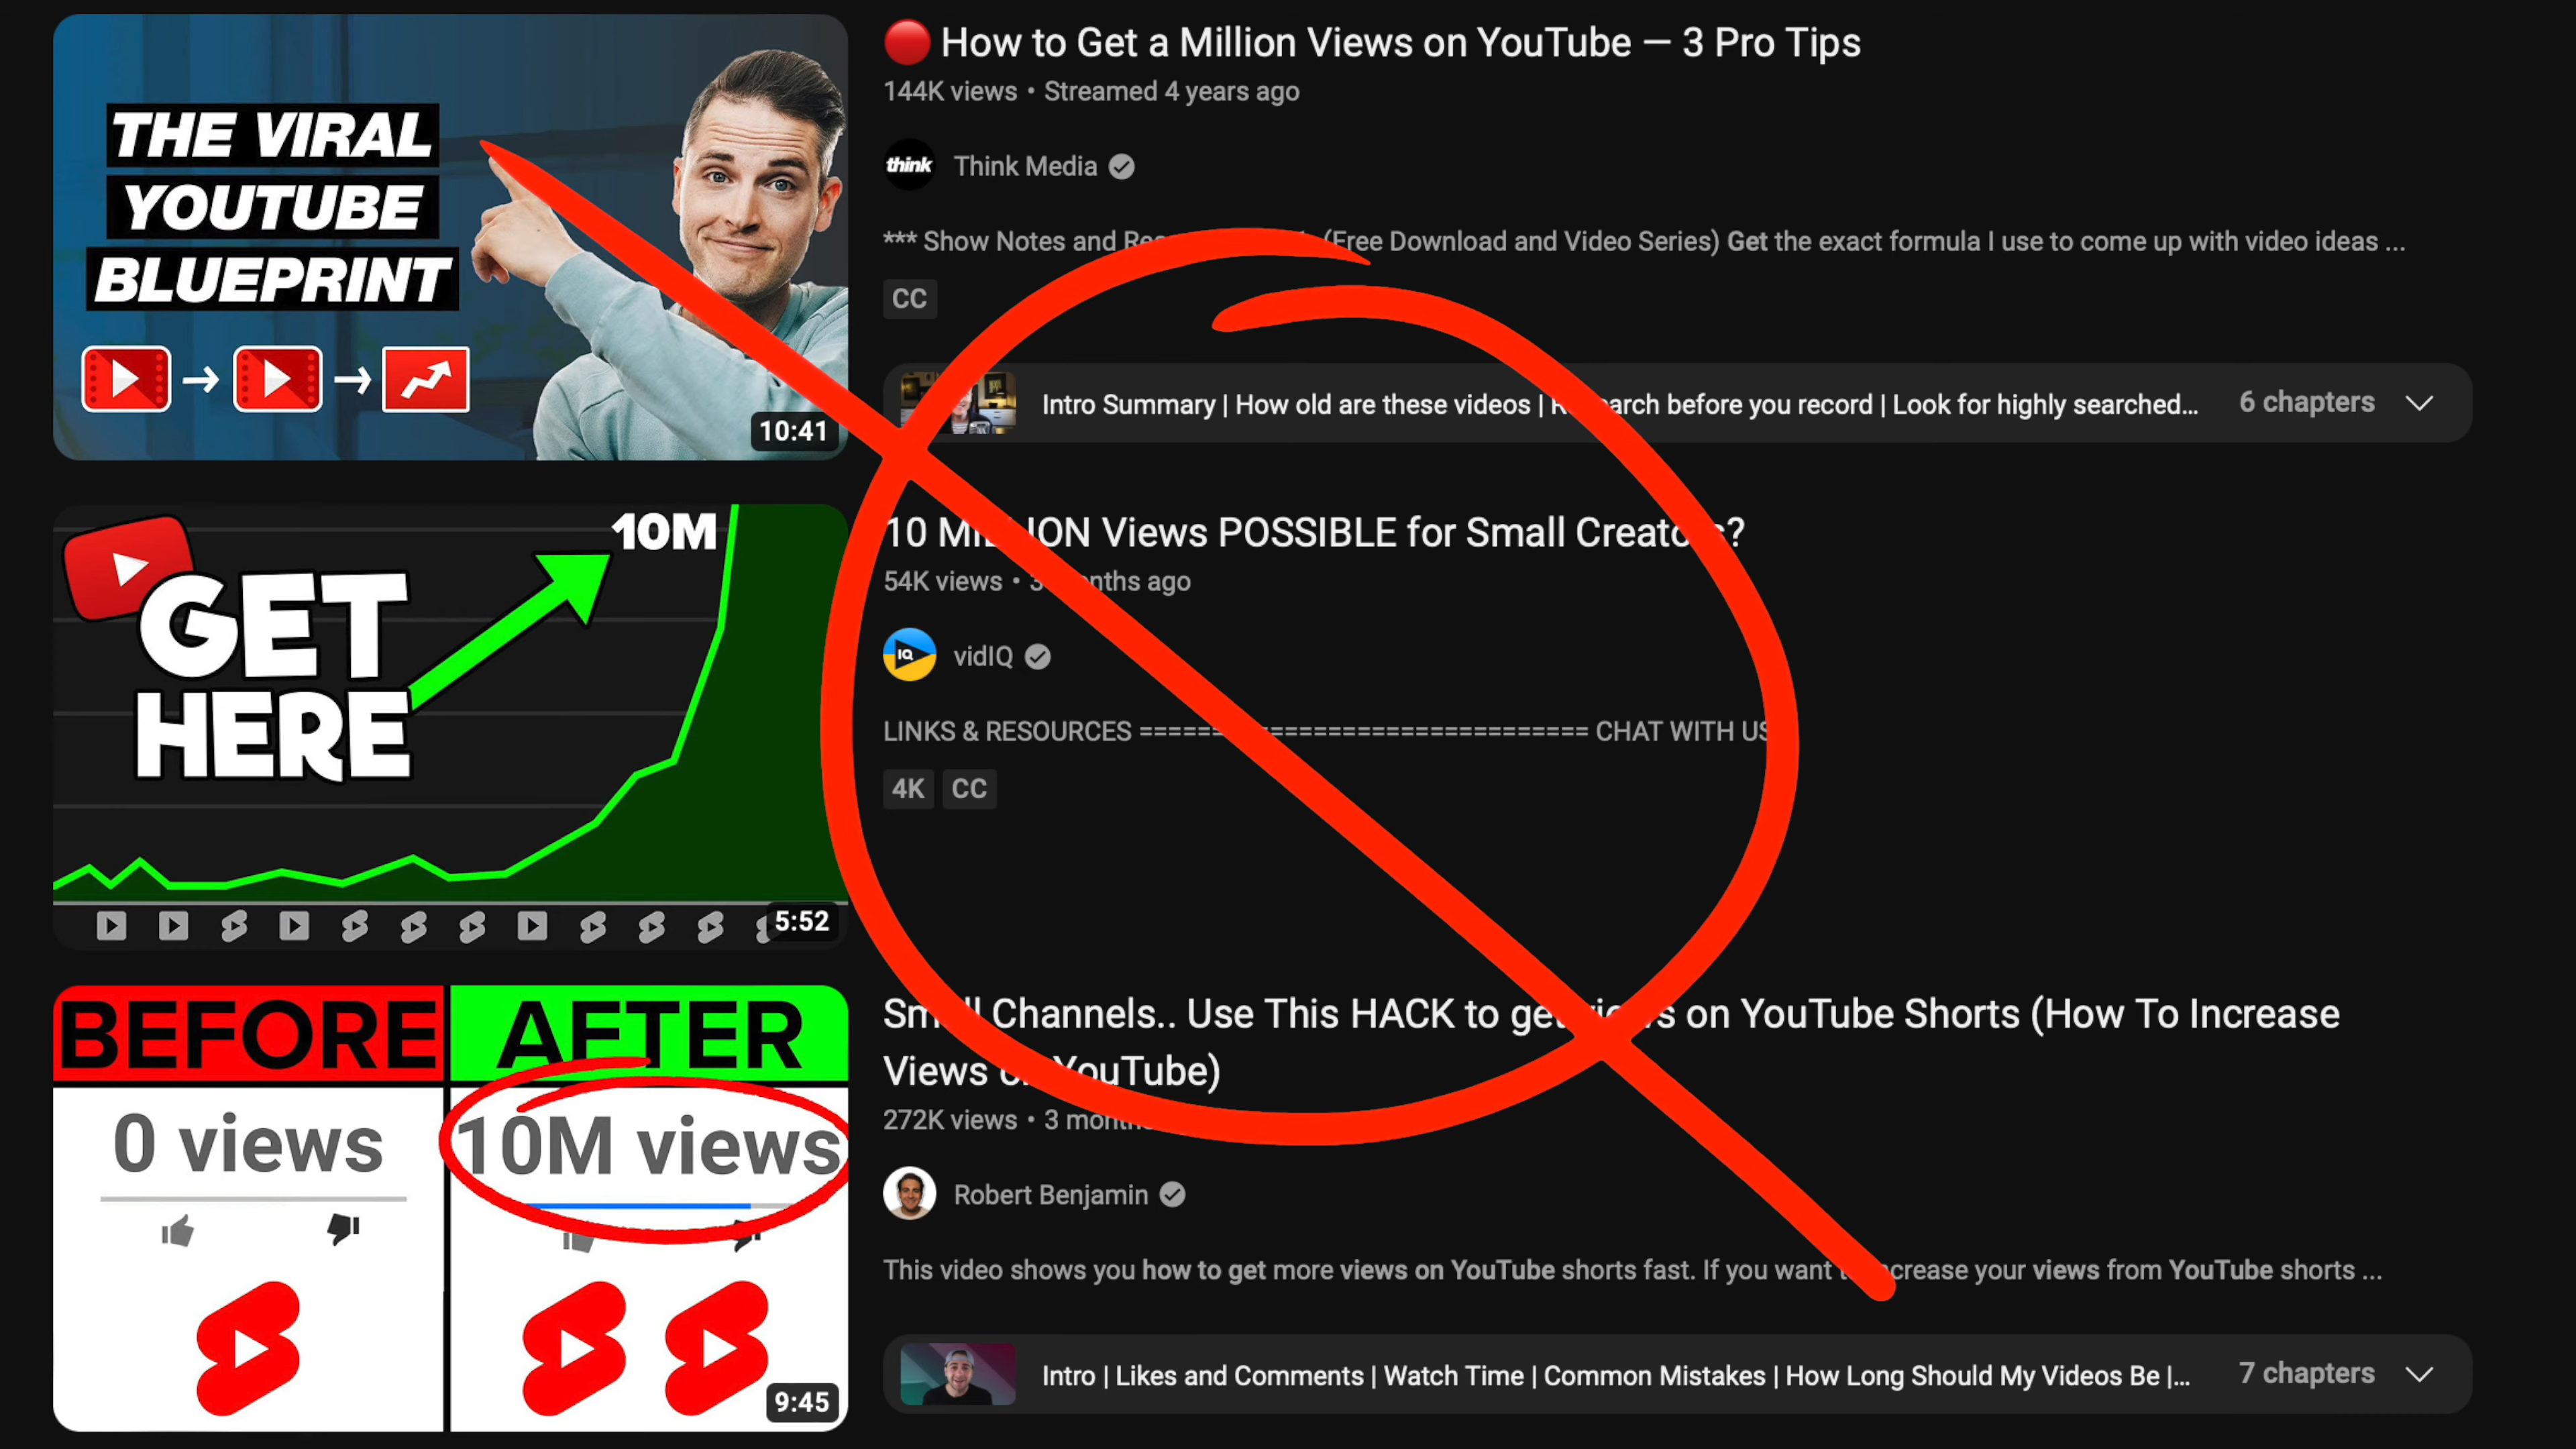 THE VIRAL
YOUTUBE
BLUEPRINT
10:41
🔴 How to Get a Million Views on YouTube — 3 Pro Tips
144K views • Streamed 4 years ago
think Think Media
*** Show Notes and (Free Download and Video Series) Get the exact formula I use to come up with video ideas ...
CC
Intro Summary | How old are these videos | Research before you record | Look for highly searched...
6 chapters
GET
HERE
10M
5:52
10 MILLION Views POSSIBLE for Small Creators?
54K views • 3 months ago
IQ vidIQ
LINKS & RESOURCES =============================== CHAT WITH US
4K CC
BEFORE AFTER
0 views 10M views
9:45
Small Channels.. Use This HACK to get views on YouTube Shorts (How To Increase
Views on YouTube)
272K views • 3 months
Robert Benjamin
This video shows you how to get more views on YouTube shorts fast. If you want to increase your views from YouTube shorts ...
Intro | Likes and Comments | Watch Time | Common Mistakes | How Long Should My Videos Be |...
7 chapters